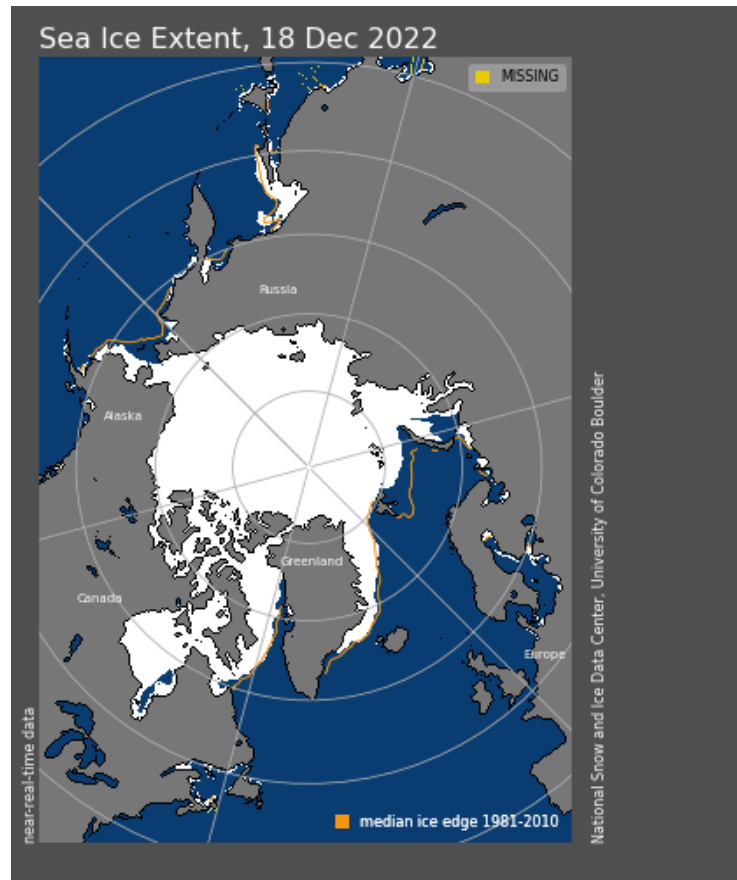 Sea Ice Extent, 18 Dec 2022
MISSING
Russia
Alaska
Greenland
Canada
Europe
near-real-time data
National Snow and Ice Data Center, University of Colorado Boulder
median ice edge 1981-2010